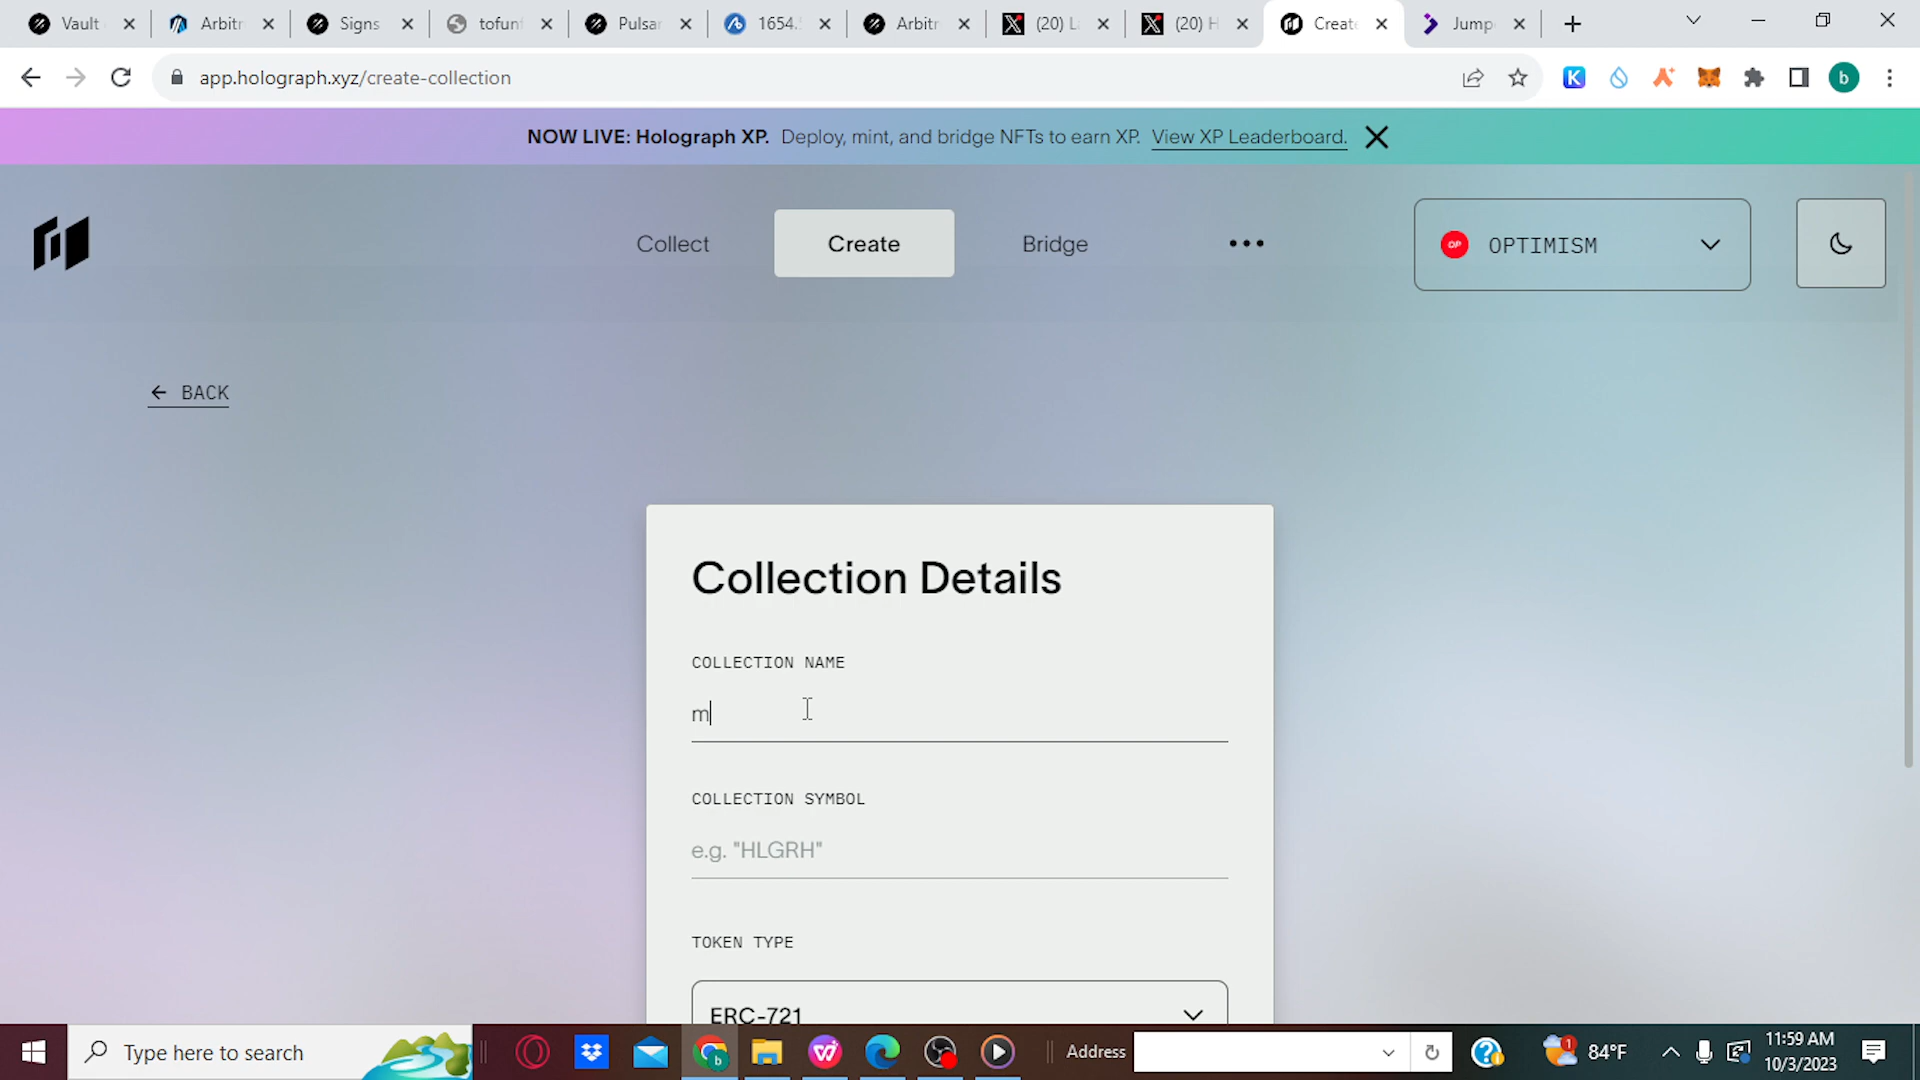 Vault
Arbitr
Signs
tofunf
Pulsar
1654.
Arbitr
(20) L
(20) H
Create
Jump
app.holograph.xyz/create-collection
b
NOW LIVE: Holograph XP. Deploy, mint, and bridge NFTs to earn XP. View XP Leaderboard.
Collect
Create
Bridge
OP
OPTIMISM
← BACK
Collection Details
COLLECTION NAME
m
COLLECTION SYMBOL
e.g. "HLGRH"
TOKEN TYPE
ERC-721
Type here to search
Address
84°F
11:59 AM
10/3/2023